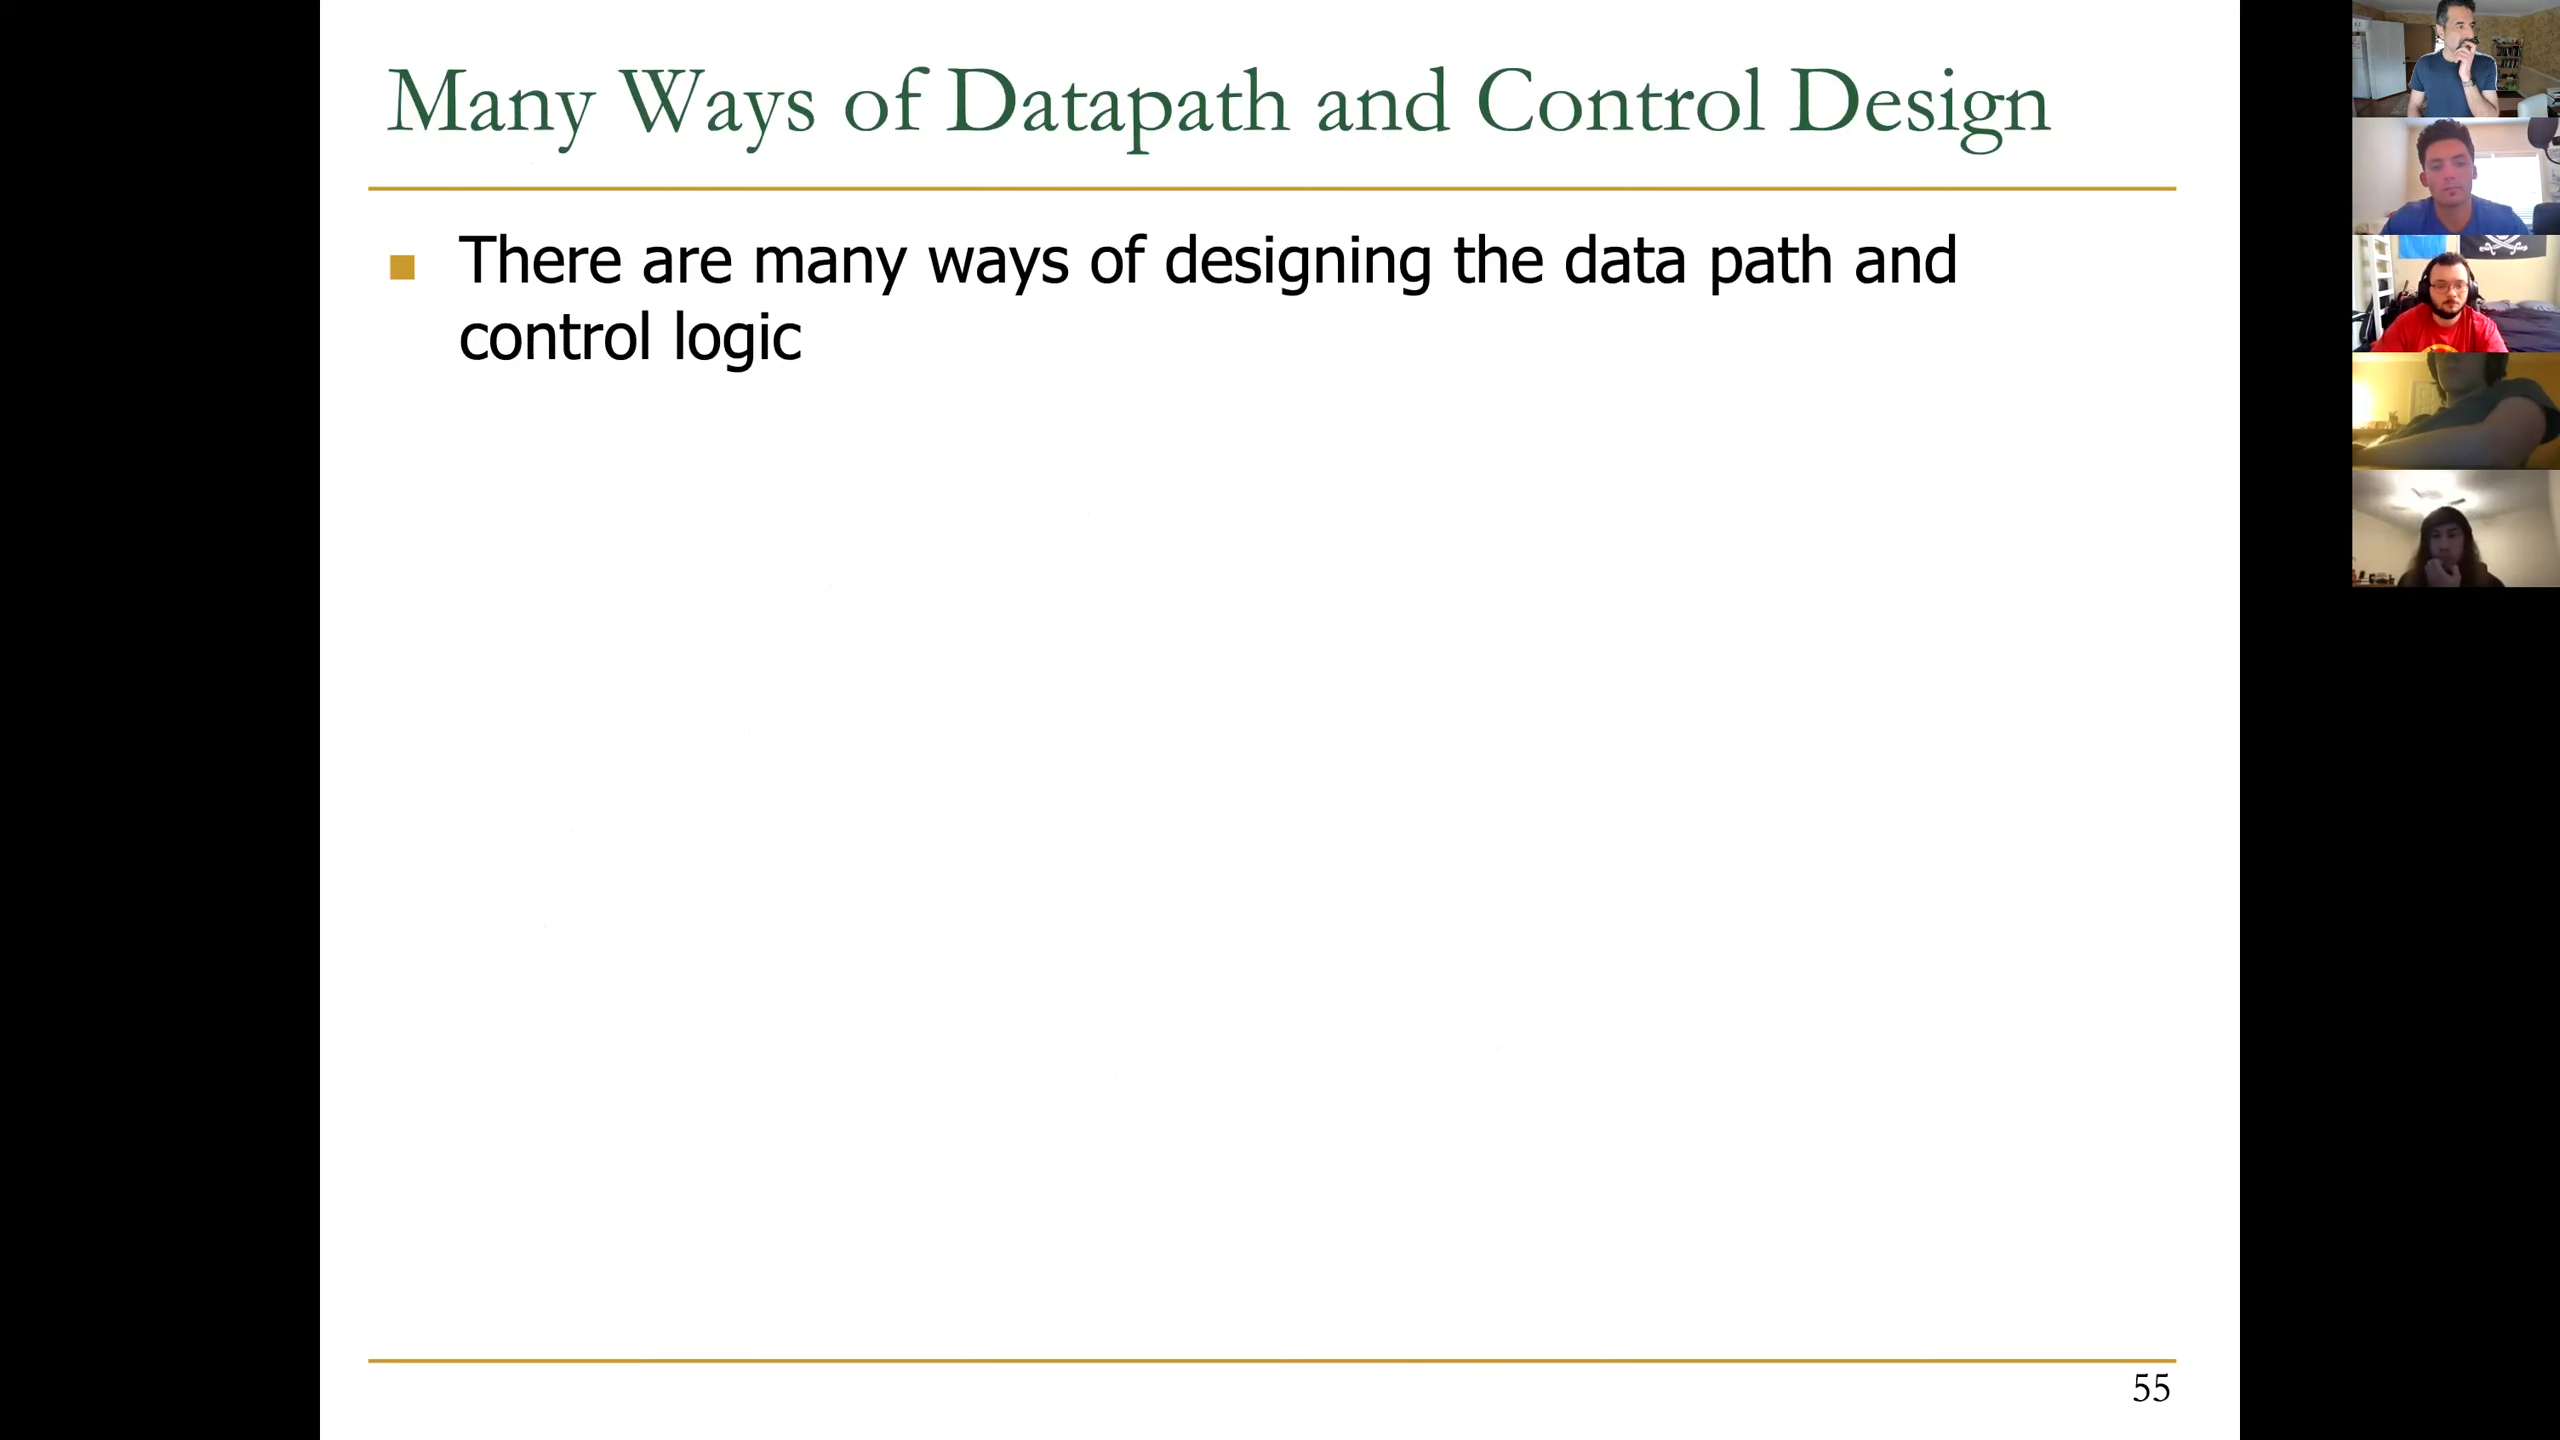 Many Ways of Datapath and Control Design
There are many ways of designing the data path and
control logic
55